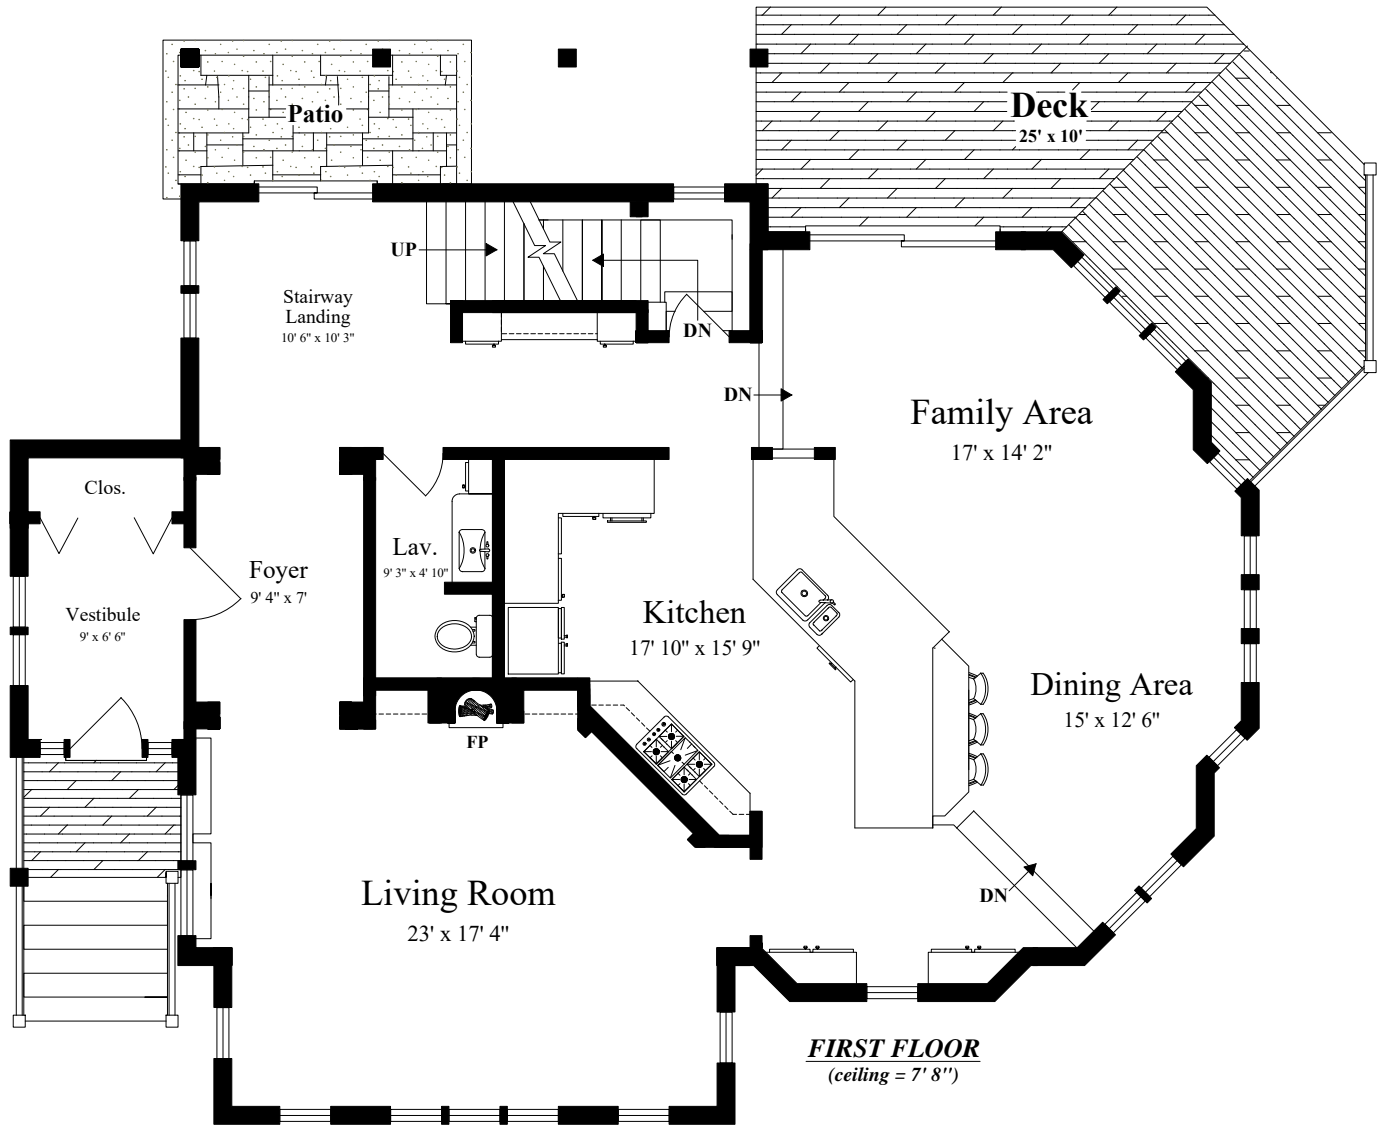 Patio
Deck
25' x 10'
UP
Stairway
Landing
10' 6" x 10' 3"
DN
DN
Family Area
17' x 14' 2"
Clos.
Lav.
9' 3" x 4' 10"
Foyer
9' 4" x 7'
Vestibule
9' x 6' 6"
Kitchen
17' 10" x 15' 9"
Dining Area
15' x 12' 6"
FP
Living Room
23' x 17' 4"
DN
FIRST FLOOR
(ceiling = 7' 8")